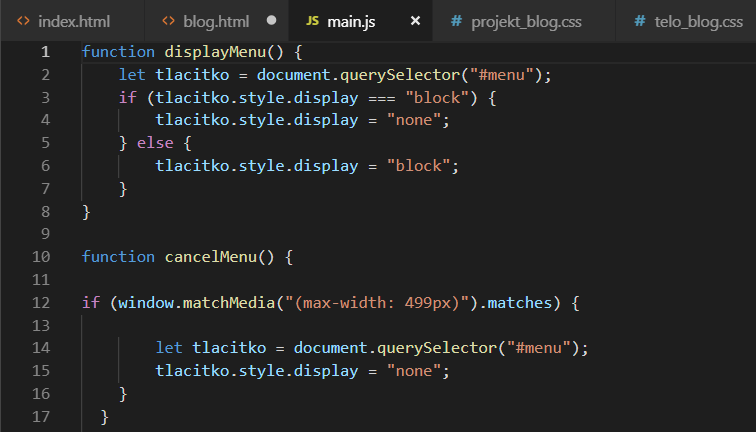 <> index.html <> blog.html ● JS main.js × # projekt_blog.css # telo_blog.css
1 function displayMenu() {
2     let tlacitko = document.querySelector("#menu");
3     if (tlacitko.style.display === "block") {
4         tlacitko.style.display = "none";
5     } else {
6         tlacitko.style.display = "block";
7     }
8 }
9
10 function cancelMenu() {
11
12 if (window.matchMedia("(max-width: 499px)").matches) {
13
14         let tlacitko = document.querySelector("#menu");
15         tlacitko.style.display = "none";
16     }
17   }